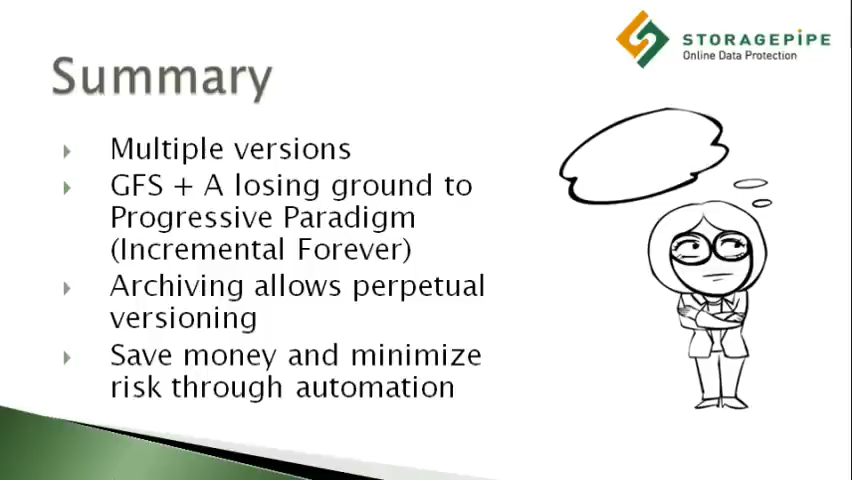 STORAGEPIPE
Online Data Protection
Summary
Multiple versions
GFS + A losing ground to
Progressive Paradigm
(Incremental Forever)
Archiving allows perpetual
versioning
Save money and minimize
risk through automation